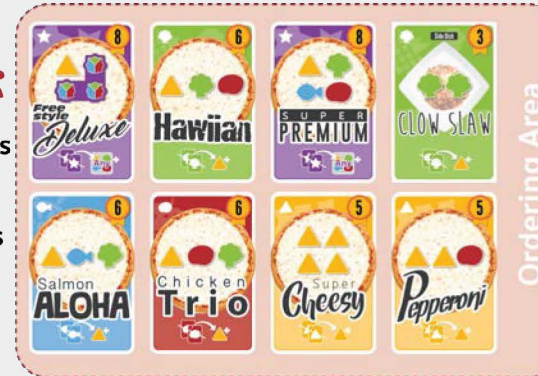 8
Free
style
Deluxe
6
Hawiian
8
SUPER
PREMIUM
Any
Side Dish
3
CLOW SLAW
s
6
Salmon
ALOHA
6
Chicken
Trio
5
Super
Cheesy
5
Pepperoni
s
Ordering Area